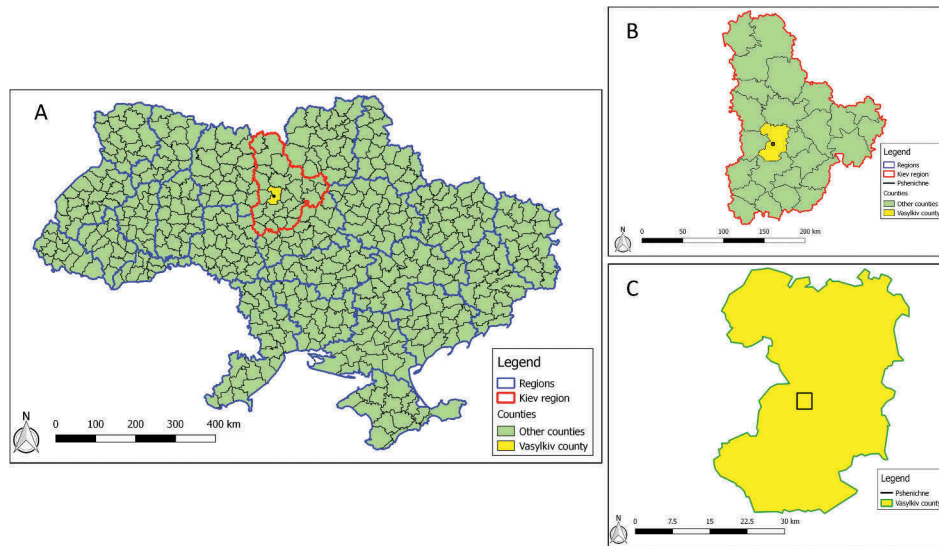 A
Legend
Regions
Kiev region
Counties
Other counties
Vasylkiv county
N
0 100 200 300 400 km
B
Legend
Regions
Kiev region
Pshenichne
Counties
Other counties
Vasylkiv county
N
0 50 100 150 200 km
C
Legend
Pshenichne
Vasylkiv county
N
0 7.5 15 22.5 30 km